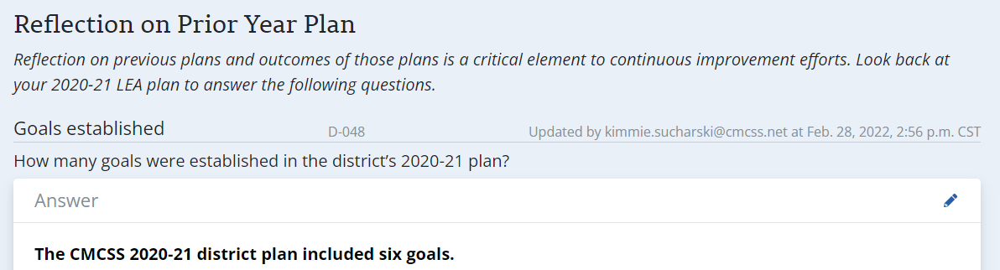 Reflection on Prior Year Plan
Reflection on previous plans and outcomes of those plans is a critical element to continuous improvement efforts. Look back at
your 2020-21 LEA plan to answer the following questions.
Goals established D-048 Updated by kimmie.sucharski@cmcss.net at Feb. 28, 2022, 2:56 p.m. CST
How many goals were established in the district’s 2020-21 plan?
Answer
The CMCSS 2020-21 district plan included six goals.